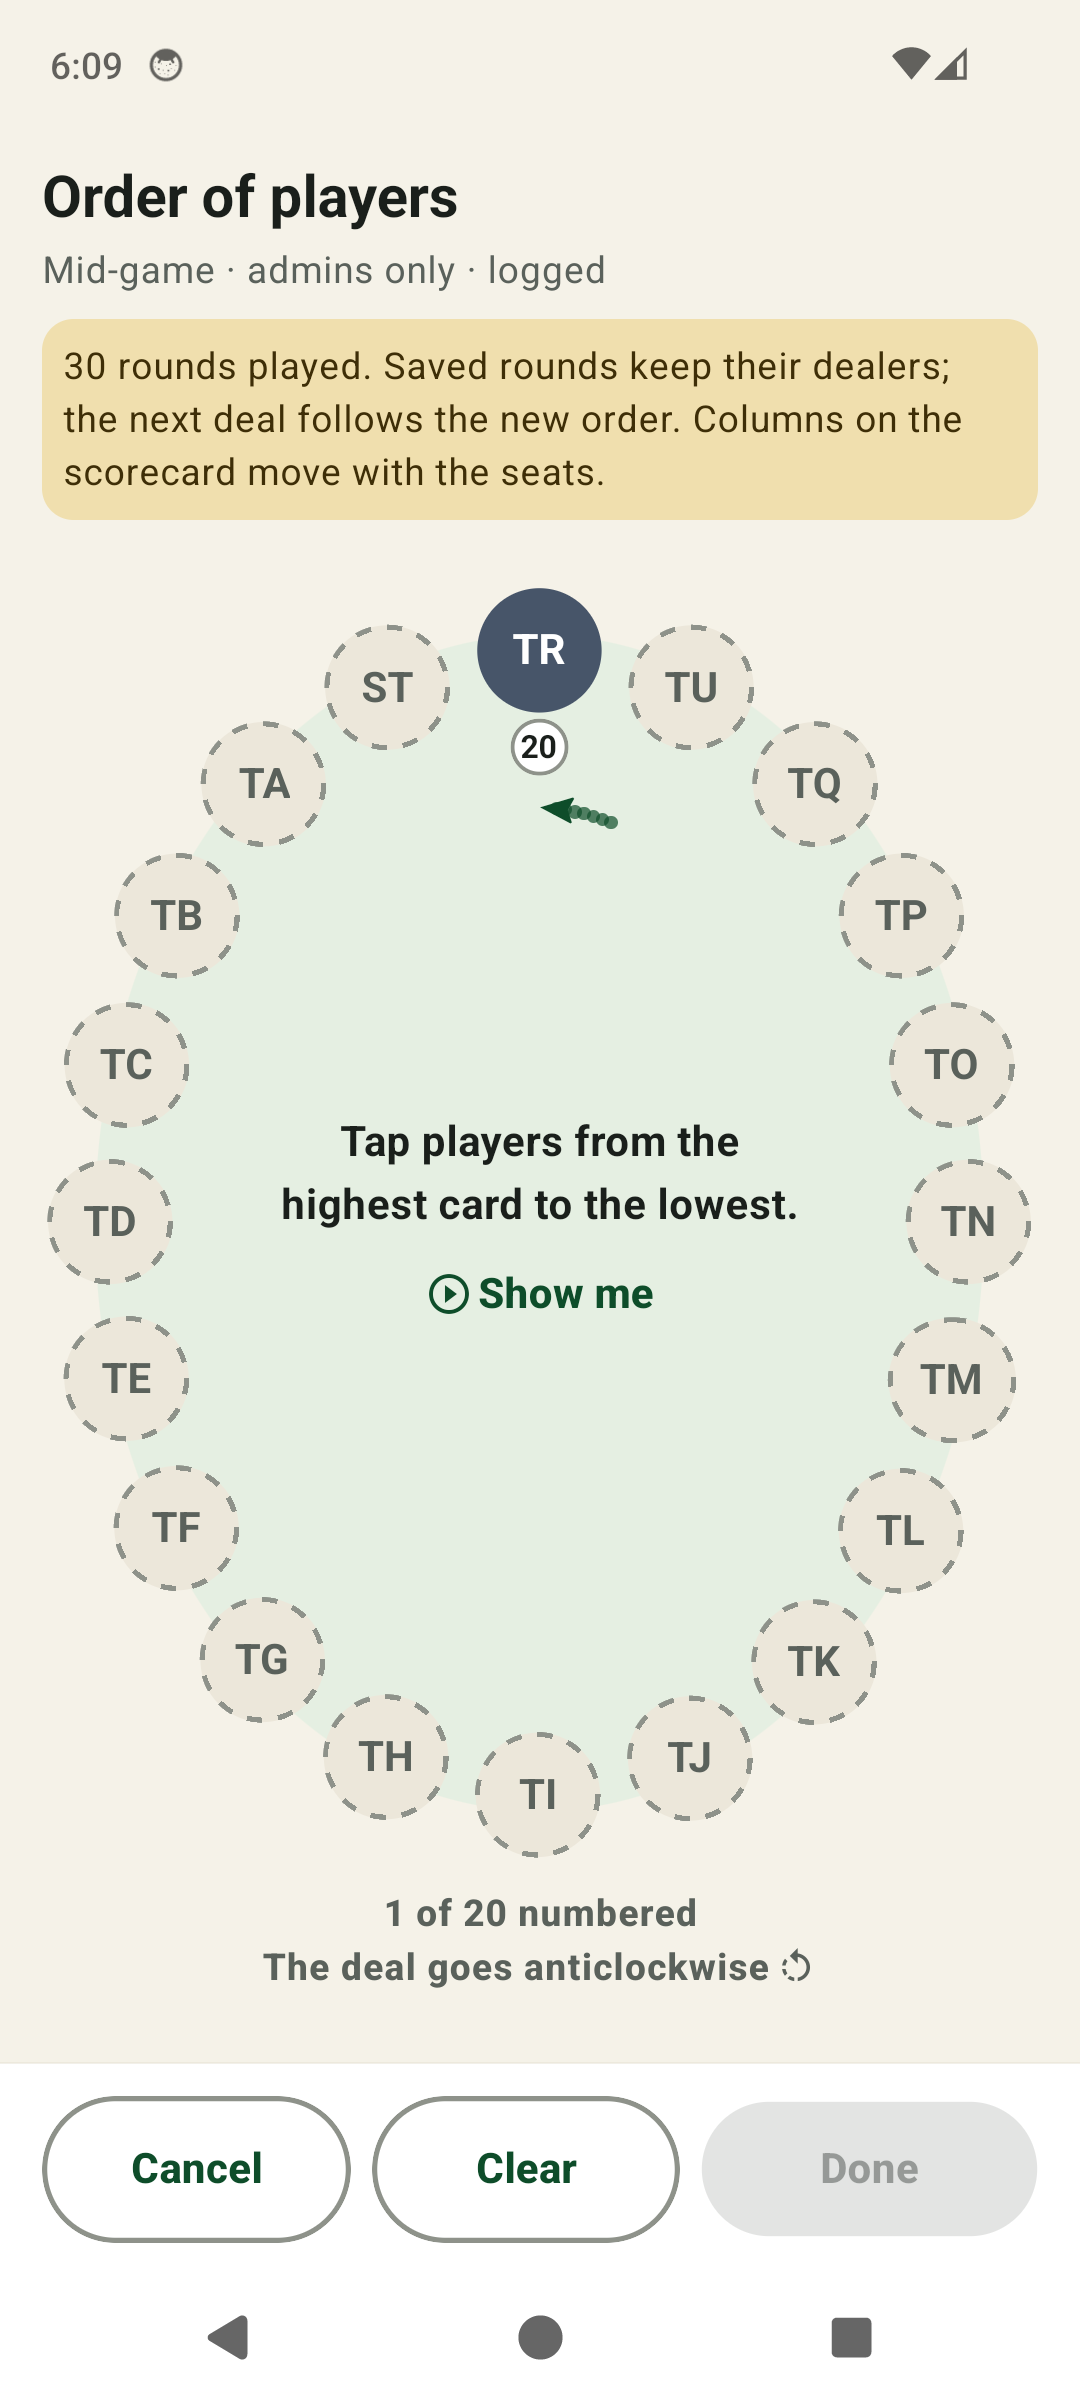 6:09
Order of players
Mid-game · admins only · logged
30 rounds played. Saved rounds keep their dealers;
the next deal follows the new order. Columns on the
scorecard move with the seats.
TR
ST
TU
20
TA
TQ
TB
TP
TC
TO
Tap players from the
highest card to the lowest.
TD
TN
Show me
TE
TM
TF
TL
TG
TK
TH
TJ
TI
1 of 20 numbered
The deal goes anticlockwise
Cancel
Clear
Done